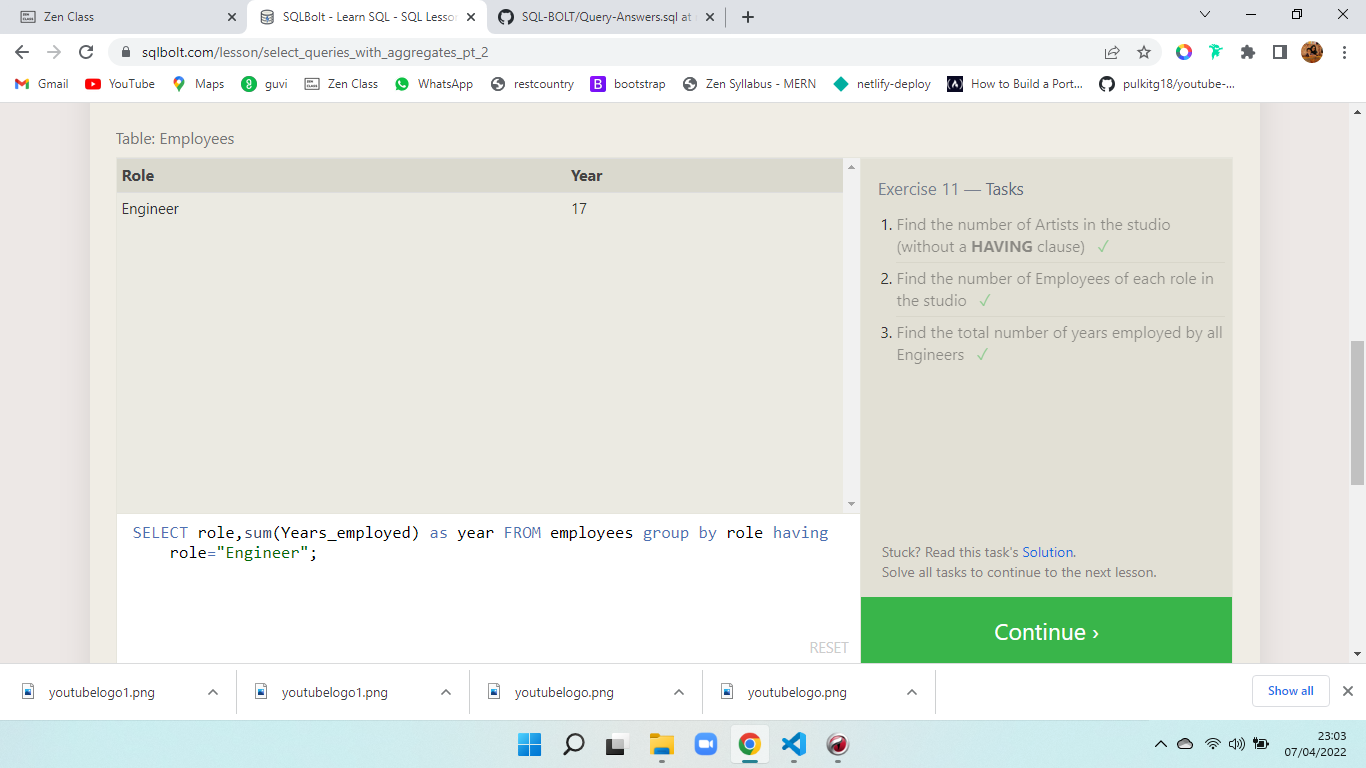 Zen Class
SQLBolt - Learn SQL - SQL Lesson
SQL-BOLT/Query-Answers.sql at
sqlbolt.com/lesson/select_queries_with_aggregates_pt_2
Gmail YouTube Maps guvi Zen Class WhatsApp restcountry bootstrap Zen Syllabus - MERN netlify-deploy How to Build a Port... pulkitg18/youtube-...
Table: Employees
Role Year
Engineer 17
Exercise 11 — Tasks
1. Find the number of Artists in the studio
(without a HAVING clause) ✓
2. Find the number of Employees of each role in
the studio ✓
3. Find the total number of years employed by all
Engineers ✓
SELECT role,sum(Years_employed) as year FROM employees group by role having
role="Engineer";
RESET
Stuck? Read this task's Solution.
Solve all tasks to continue to the next lesson.
Continue ›
youtubelogo1.png youtubelogo1.png youtubelogo.png youtubelogo.png Show all
23:03
07/04/2022